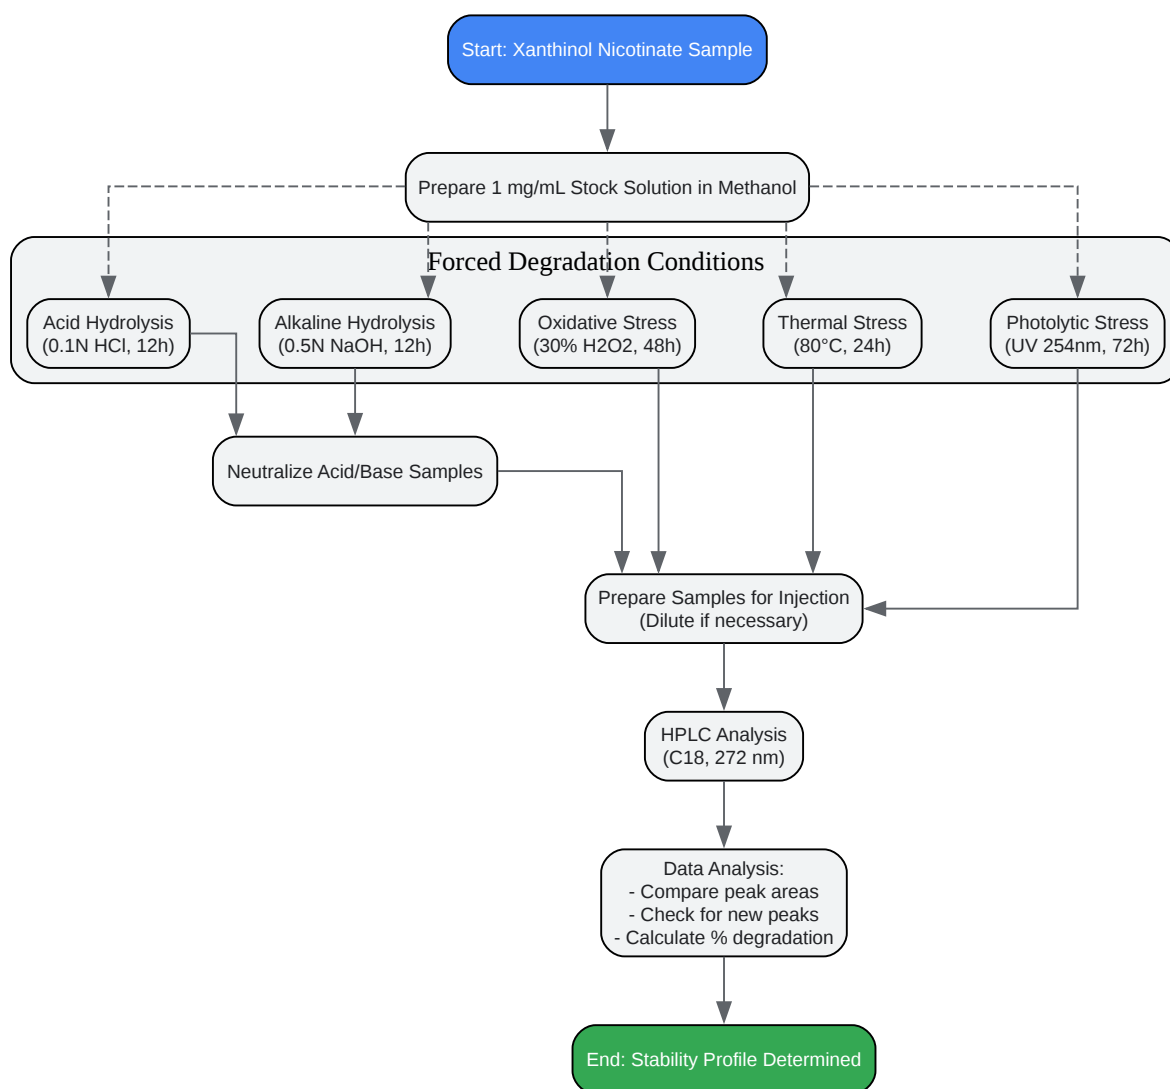 Start: Xanthinol Nicotinate Sample
Prepare 1 mg/mL Stock Solution in Methanol
Forced Degradation Conditions
Acid Hydrolysis
(0.1N HCl, 12h)
Alkaline Hydrolysis
(0.5N NaOH, 12h)
Oxidative Stress
(30% H2O2, 48h)
Thermal Stress
(80°C, 24h)
Photolytic Stress
(UV 254nm, 72h)
Neutralize Acid/Base Samples
Prepare Samples for Injection
(Dilute if necessary)
HPLC Analysis
(C18, 272 nm)
Data Analysis:
- Compare peak areas
- Check for new peaks
- Calculate % degradation
End: Stability Profile Determined